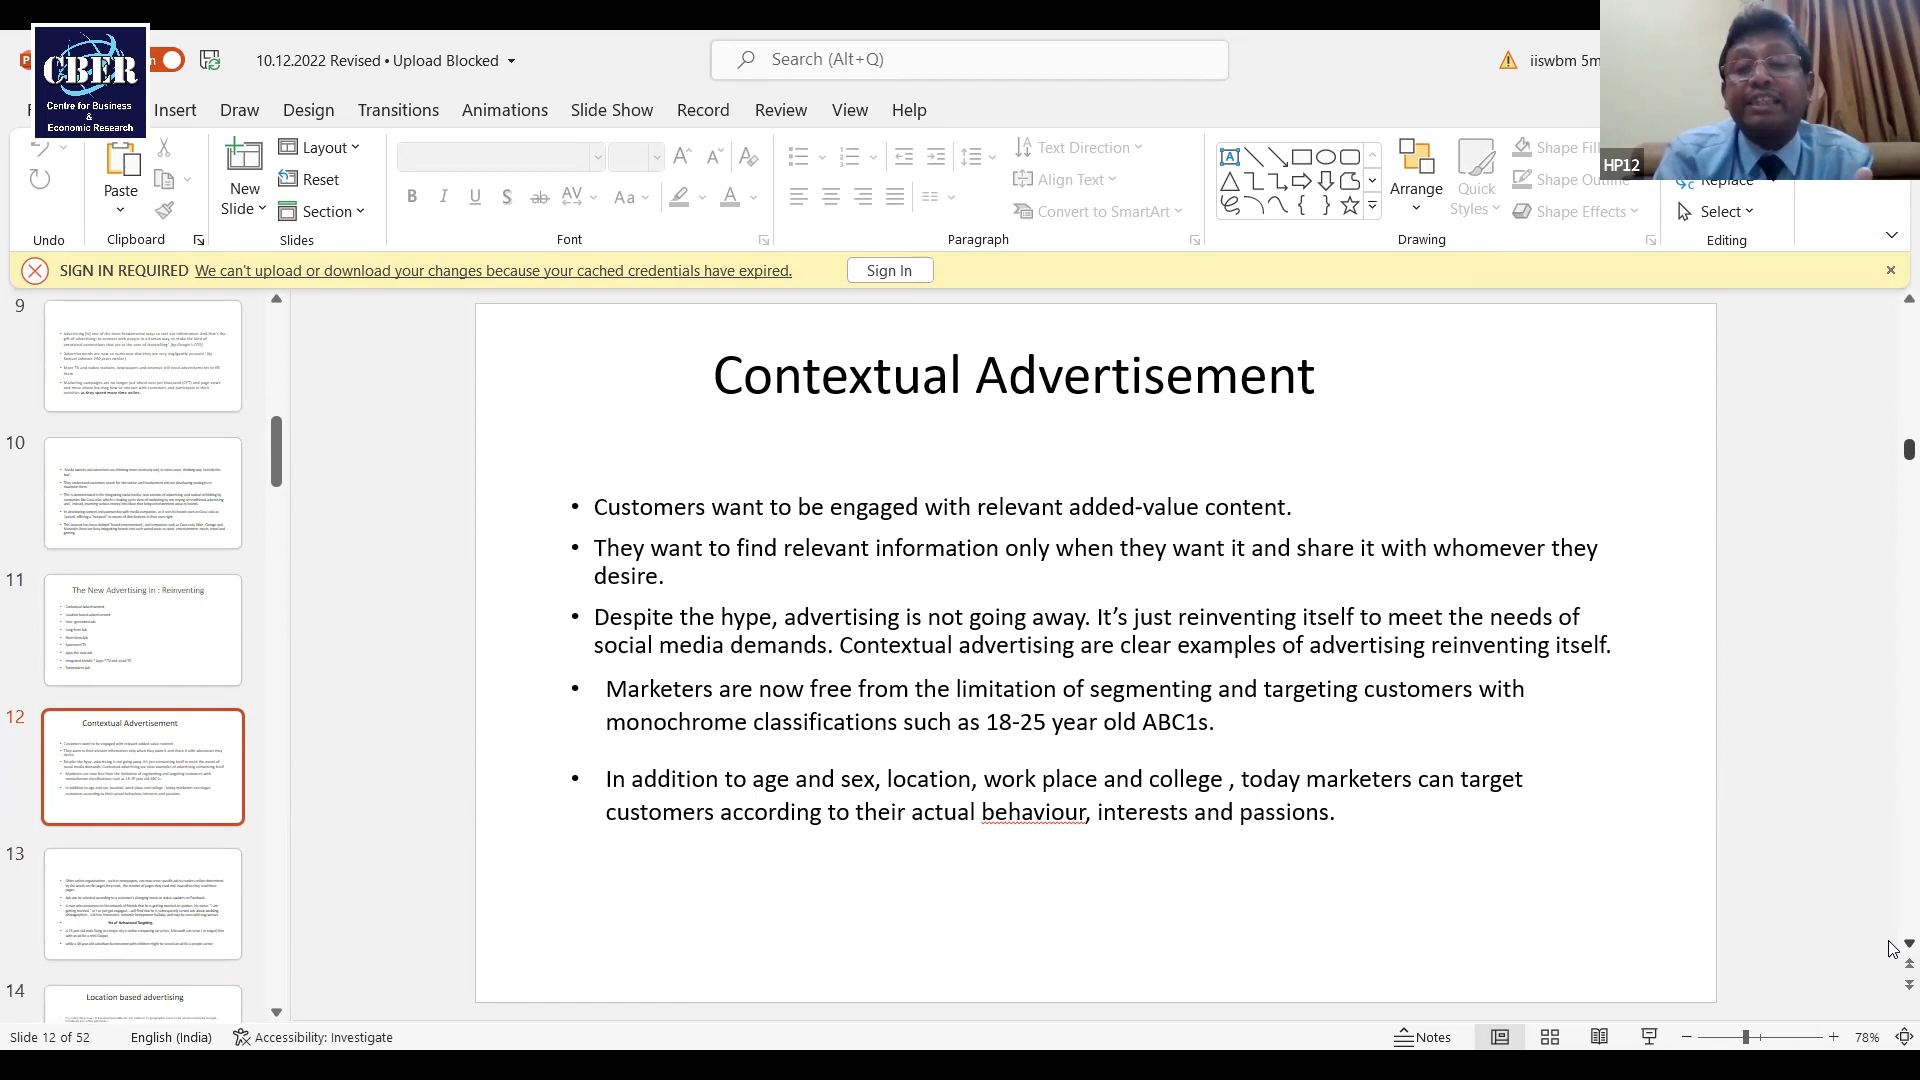 CBER
Centre for Business
&
Economic Research
10.12.2022 Revised • Upload Blocked
Search (Alt+Q)
iiswbm 5m
Insert Draw Design Transitions Animations Slide Show Record Review View Help
HP12
Paste
New
Slide
Layout
Reset
Section
Text Direction
Align Text
Convert to SmartArt
Arrange
Quick
Styles
Shape Fill
Shape Outline
Shape Effects
Replace
Select
Undo Clipboard Slides Font Paragraph Drawing Editing
SIGN IN REQUIRED We can't upload or download your changes because your cached credentials have expired. Sign In
9
10
11
The New Advertising In : Reinventing
12
Contextual Advertisement
13
14
Location based advertising
Contextual Advertisement
• Customers want to be engaged with relevant added-value content.
• They want to find relevant information only when they want it and share it with whomever they
desire.
• Despite the hype, advertising is not going away. It’s just reinventing itself to meet the needs of
social media demands. Contextual advertising are clear examples of advertising reinventing itself.
• Marketers are now free from the limitation of segmenting and targeting customers with
monochrome classifications such as 18-25 year old ABC1s.
• In addition to age and sex, location, work place and college , today marketers can target
customers according to their actual behaviour, interests and passions.
Slide 12 of 52 English (India) Accessibility: Investigate Notes 78%